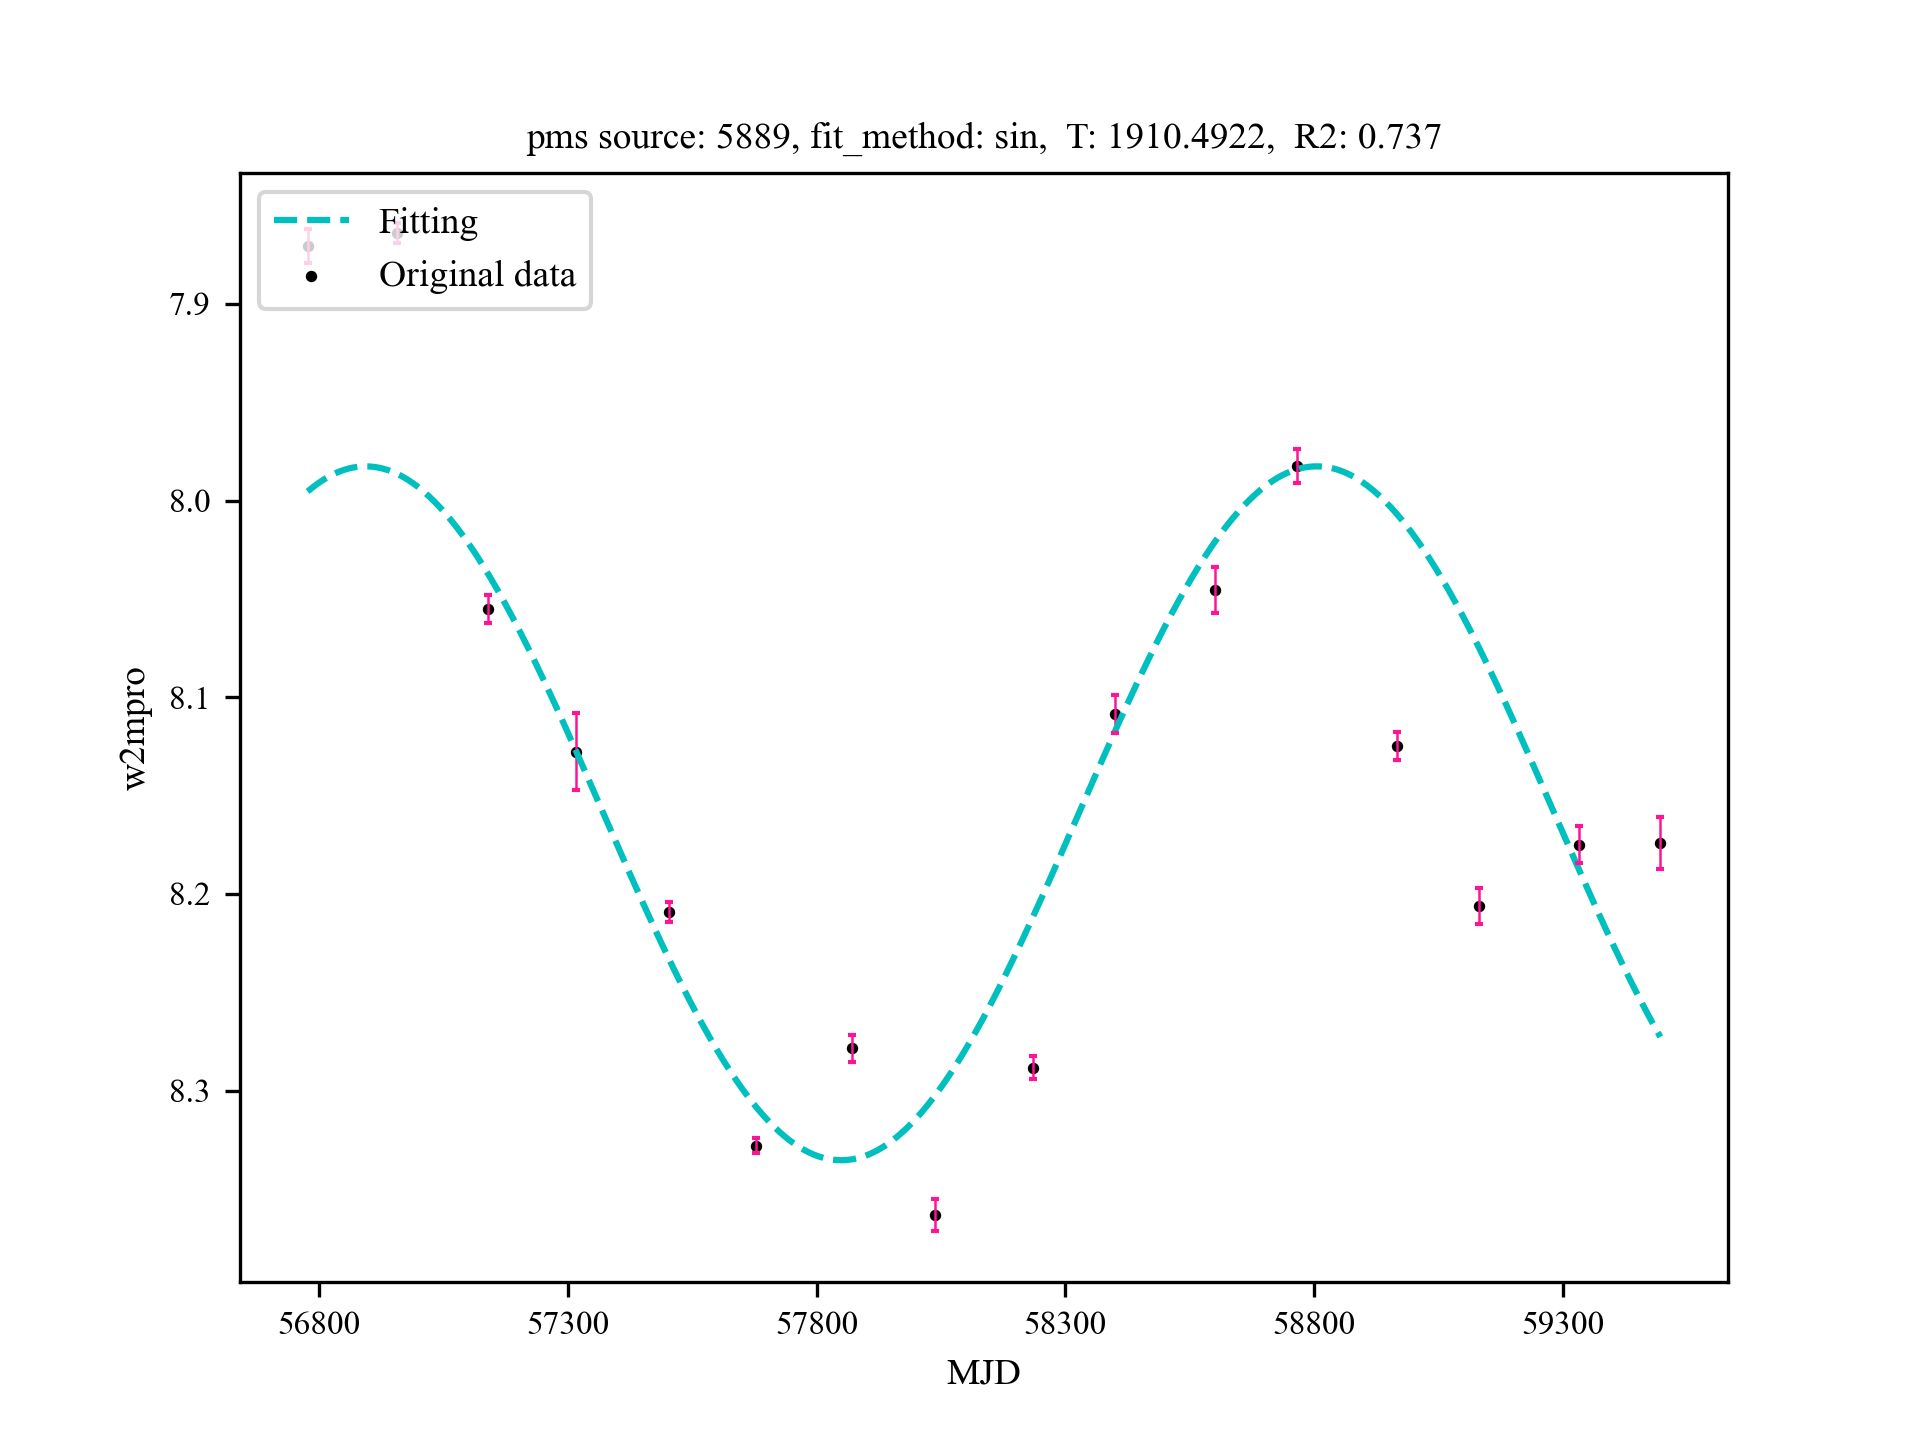 pms source: 5889, fit_method: sin,  T: 1910.4922,  R2: 0.737
Fitting
Original data
7.9
8.0
8.1
8.2
8.3
w2mpro
56800 57300 57800 58300 58800 59300
MJD